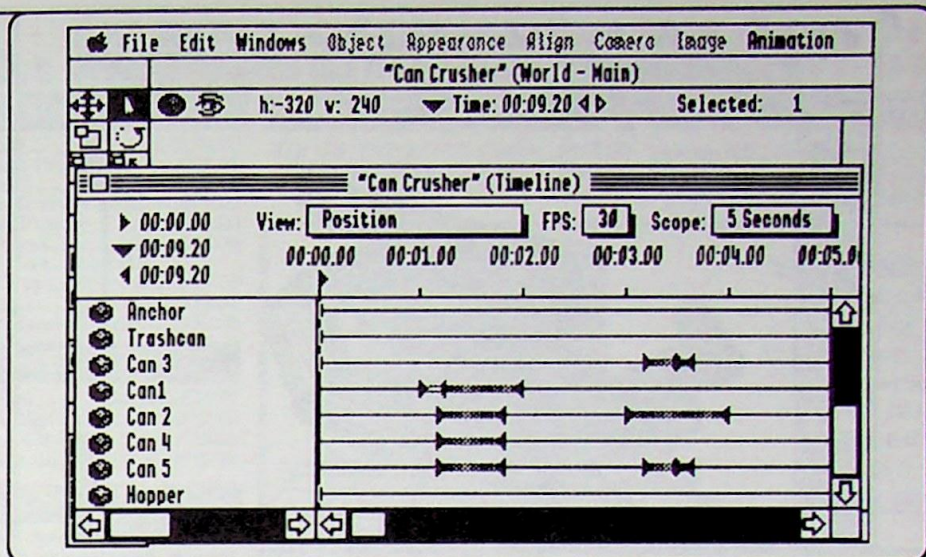 File Edit Windows Object Appearance Align Camera Image Animation
"Can Crusher" (World - Main)
h:-320 v: 240 Time: 00:09.20 Selected: 1
"Can Crusher" (Timeline)
00:00.00 View: Position FPS: 30 Scope: 5 Seconds
00:09.20
00:09.20
00:00.00 00:01.00 00:02.00 00:03.00 00:04.00 00:05.0
Anchor
Trashcan
Can 3
Can1
Can 2
Can 4
Can 5
Hopper